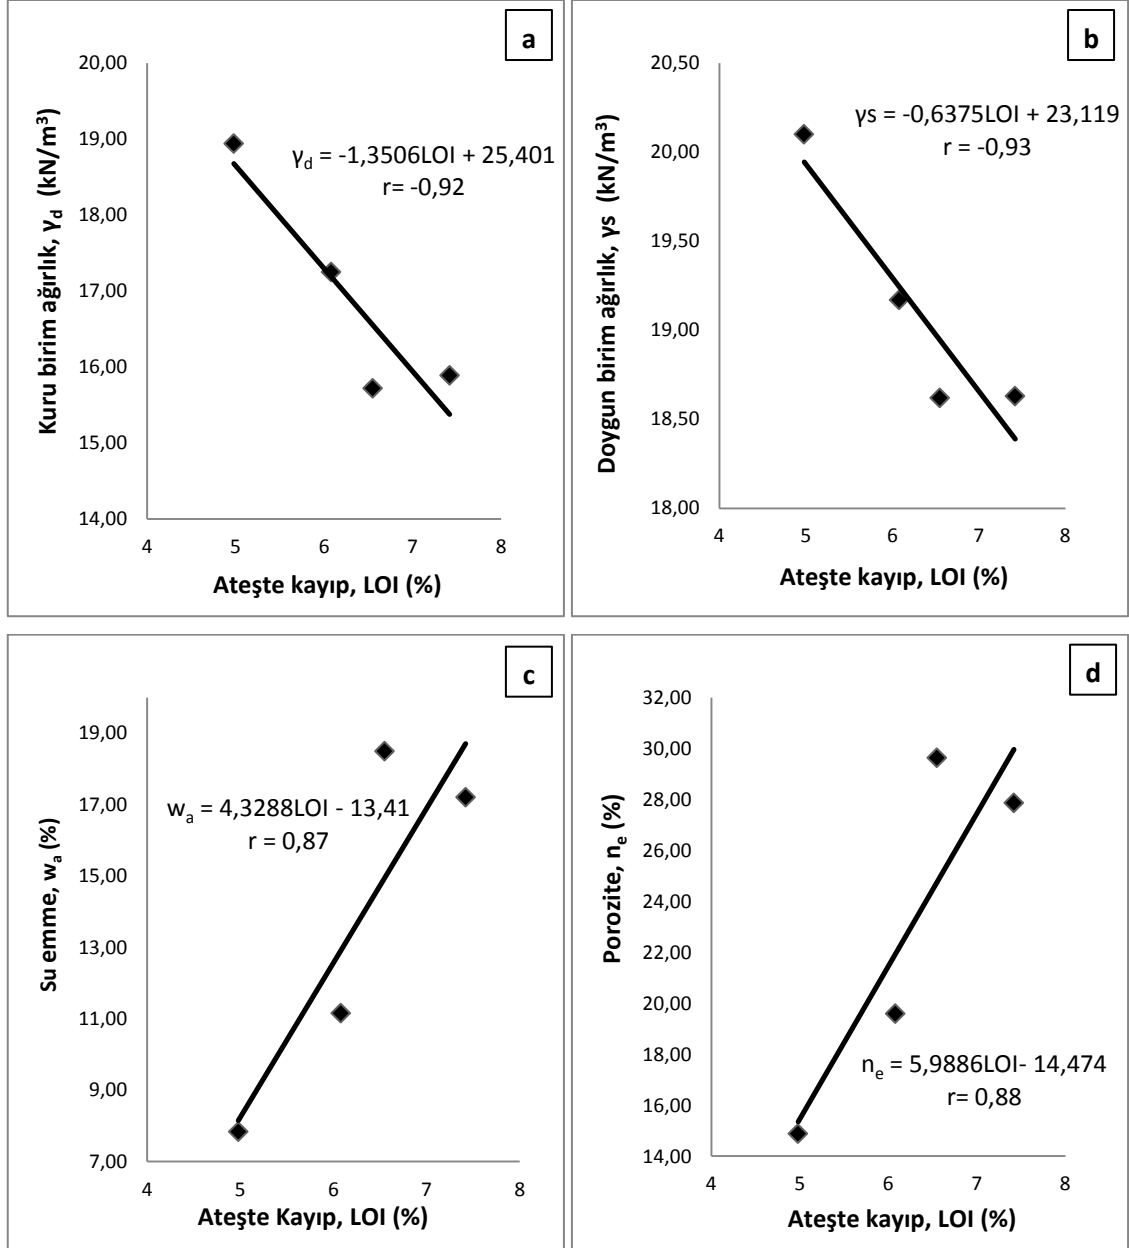 a
20,00
19,00
18,00
17,00
16,00
15,00
14,00
Kuru birim ağırlık, γd (kN/m³)
γd = -1,3506LOI + 25,401
r= -0,92
4 5 6 7 8
Ateşte kayıp, LOI (%)
b
20,50
20,00
19,50
19,00
18,50
18,00
Doygun birim ağırlık, γs (kN/m³)
γs = -0,6375LOI + 23,119
r = -0,93
4 5 6 7 8
Ateşte kayıp, LOI (%)
c
19,00
17,00
15,00
13,00
11,00
9,00
7,00
Su emme, wa (%)
wa = 4,3288LOI - 13,41
r = 0,87
4 5 6 7 8
Ateşte Kayıp, LOI (%)
d
32,00
30,00
28,00
26,00
24,00
22,00
20,00
18,00
16,00
14,00
Porozite, ne (%)
ne = 5,9886LOI- 14,474
r= 0,88
4 5 6 7 8
Ateşte kayıp, LOI (%)